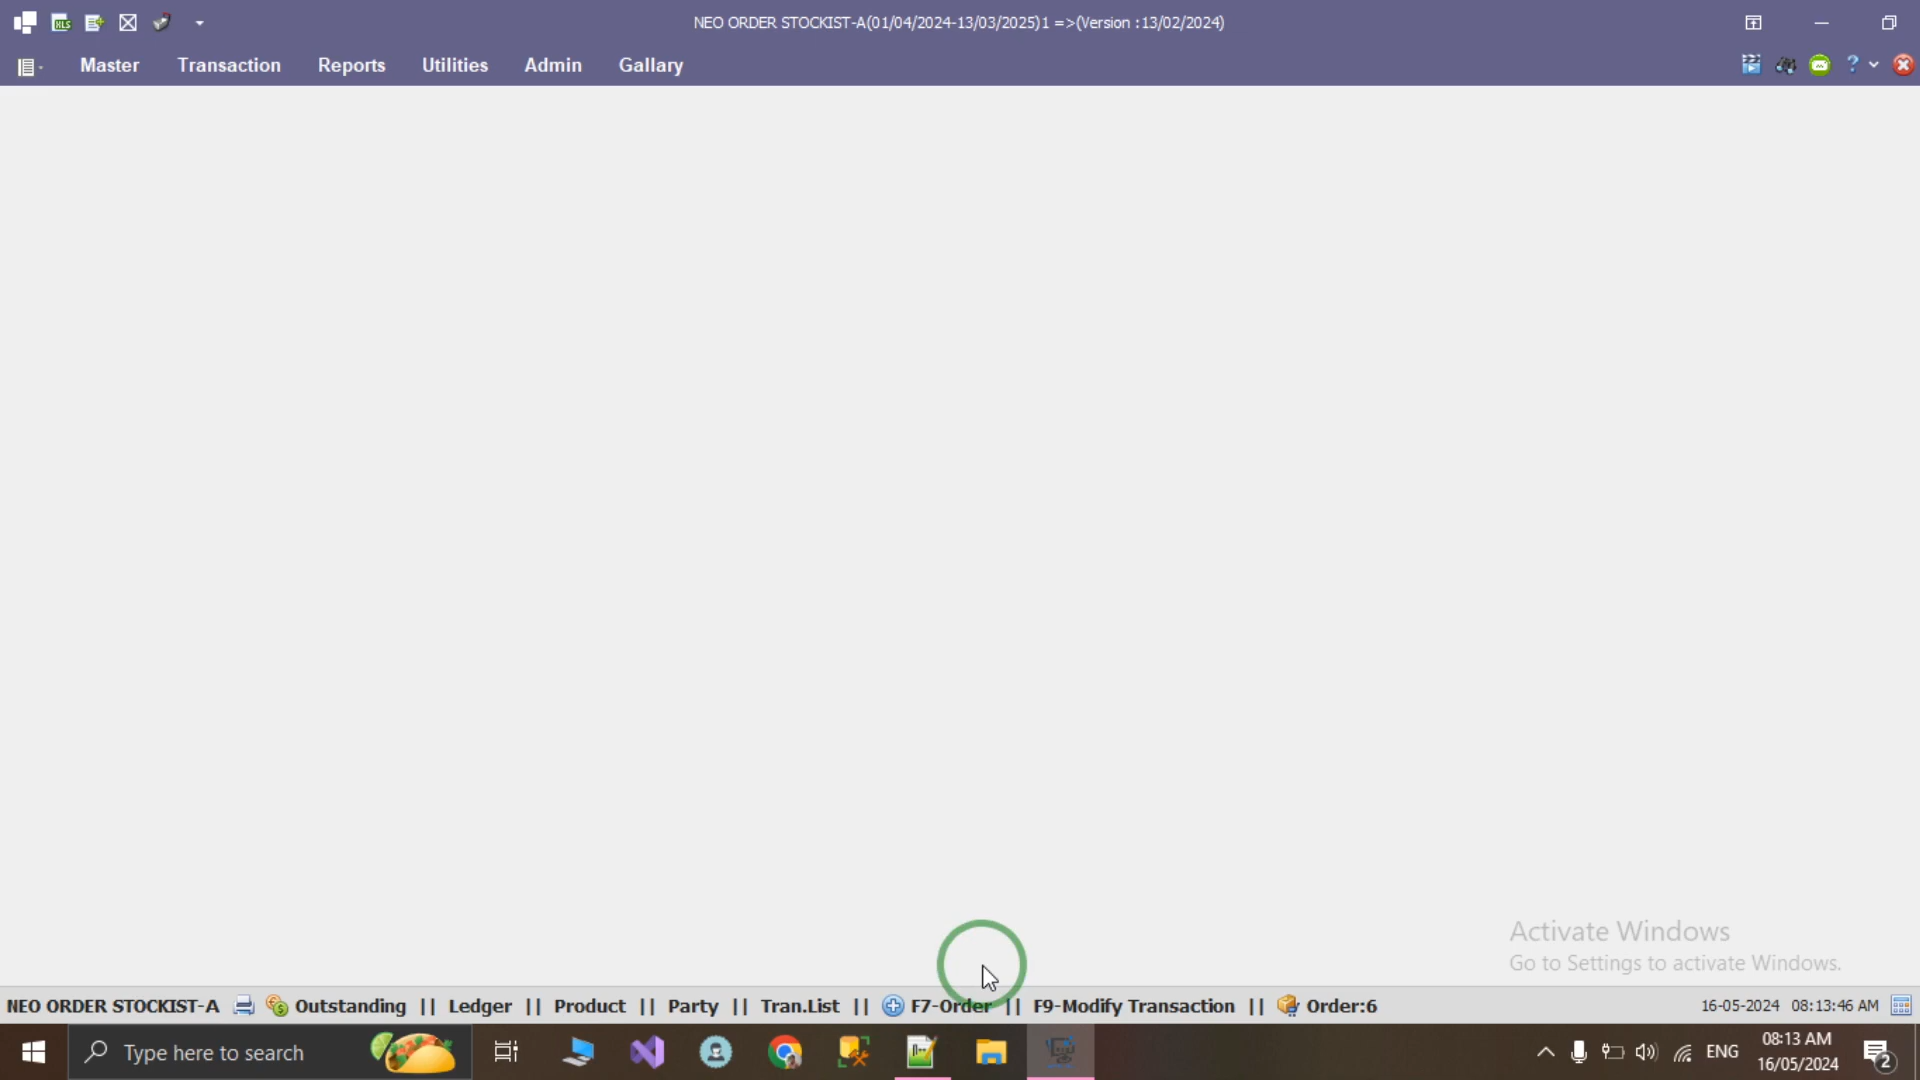 NEO ORDER STOCKIST-A(01/04/2024-13/03/2025)1 =>(Version :13/02/2024)
Master Transaction Reports Utilities Admin Gallary
Activate Windows
Go to Settings to activate Windows.
NEO ORDER STOCKIST-A Outstanding || Ledger || Product || Party || Tran.List || F7-Order || F9-Modify Transaction || Order:6 16-05-2024 08:13:46 AM
Type here to search ENG 08:13 AM
16/05/2024 2